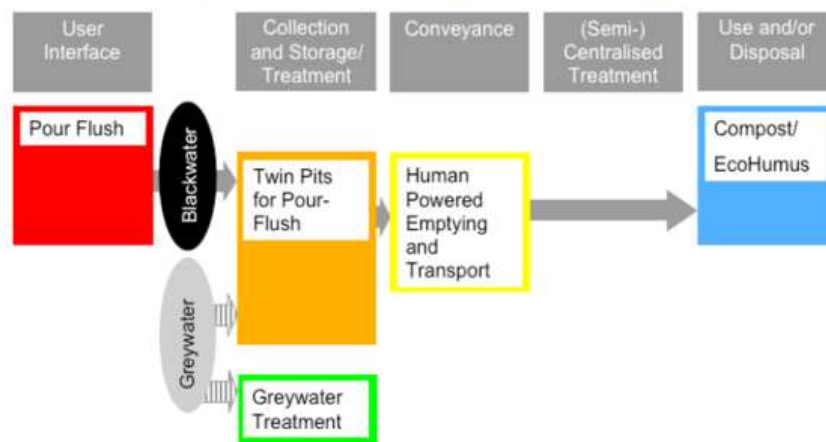 User
Interface
Collection
and Storage/
Treatment
Conveyance
(Semi-)
Centralised
Treatment
Use and/or
Disposal
Pour Flush
Blackwater
Twin Pits
for Pour-
Flush
Human
Powered
Emptying
and
Transport
Compost/
EcoHumus
Greywater
Greywater
Treatment